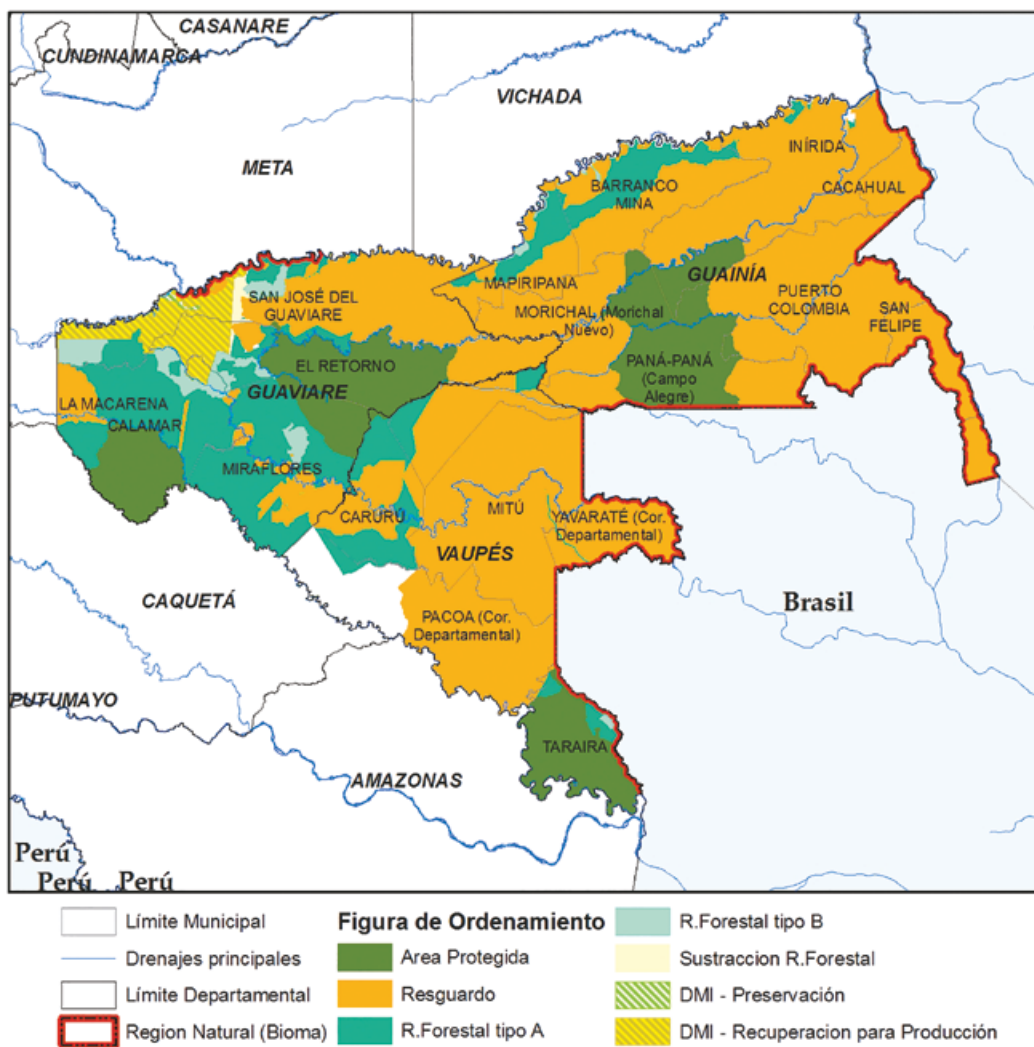 CASANARE
CUNDINAMARCA
VICHADA
META
INÍRIDA
BARRANCO
MINA
CACAHUAL
GUAINÍA
MAPIRIPANA
SAN JOSÉ DEL
GUAVIARE
PUERTO
COLOMBIA
MORICHAL (Morichal
Nuevo)
SAN
FELIPE
EL RETORNO
PANÁ-PANÁ
(Campo
Alegre)
GUAVIARE
LA MACARENA
CALAMAR
MIRAFLORES
MITÚ
CARURÚ
YAVARATÉ (Cor.
Departamental)
VAUPÉS
CAQUETÁ
Brasil
PACOA (Cor.
Departamental)
PUTUMAYO
TARAIRA
AMAZONAS
Perú
Perú
Perú
Límite Municipal
Drenajes principales
Límite Departamental
Region Natural (Bioma)
Figura de Ordenamiento
Area Protegida
Resguardo
R.Forestal tipo A
R.Forestal tipo B
Sustraccion R.Forestal
DMI - Preservación
DMI - Recuperacion para Producción